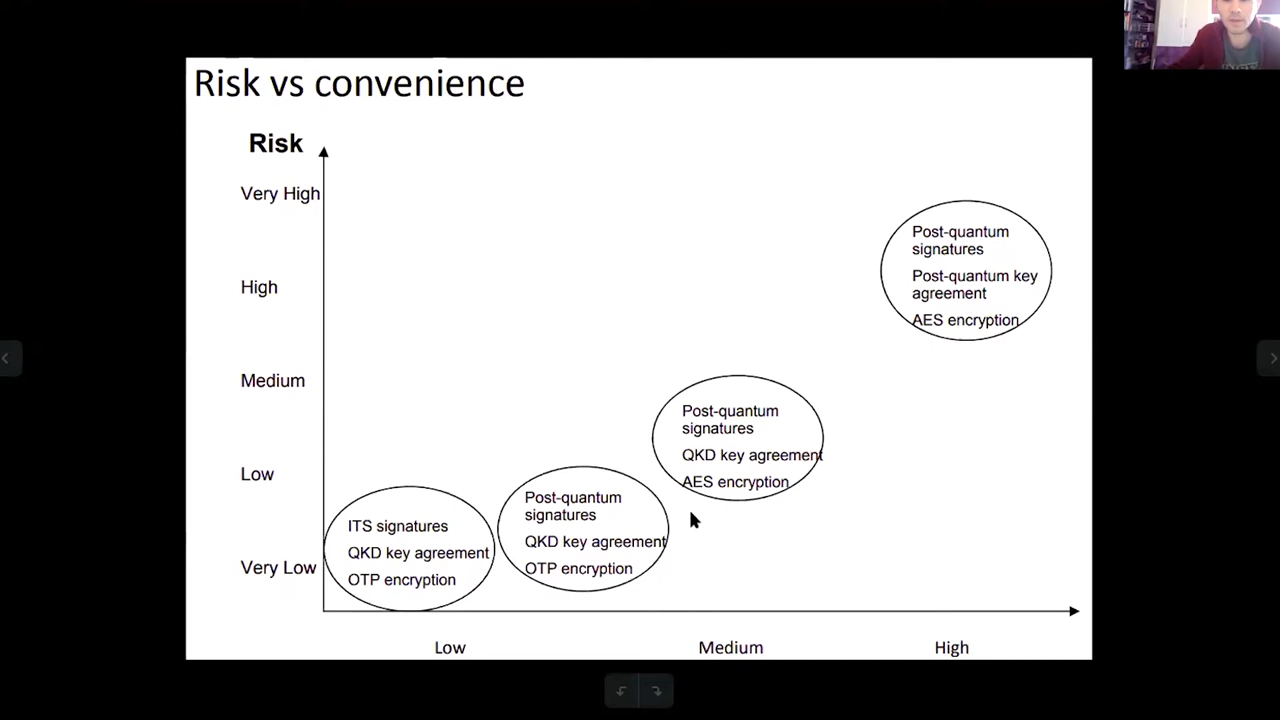 Risk vs convenience
Risk
Very High
High
Medium
Low
Very Low
Post-quantum
signatures
Post-quantum key
agreement
AES encryption
Post-quantum
signatures
QKD key agreement
AES encryption
Post-quantum
signatures
QKD key agreement
OTP encryption
ITS signatures
QKD key agreement
OTP encryption
Low
Medium
High